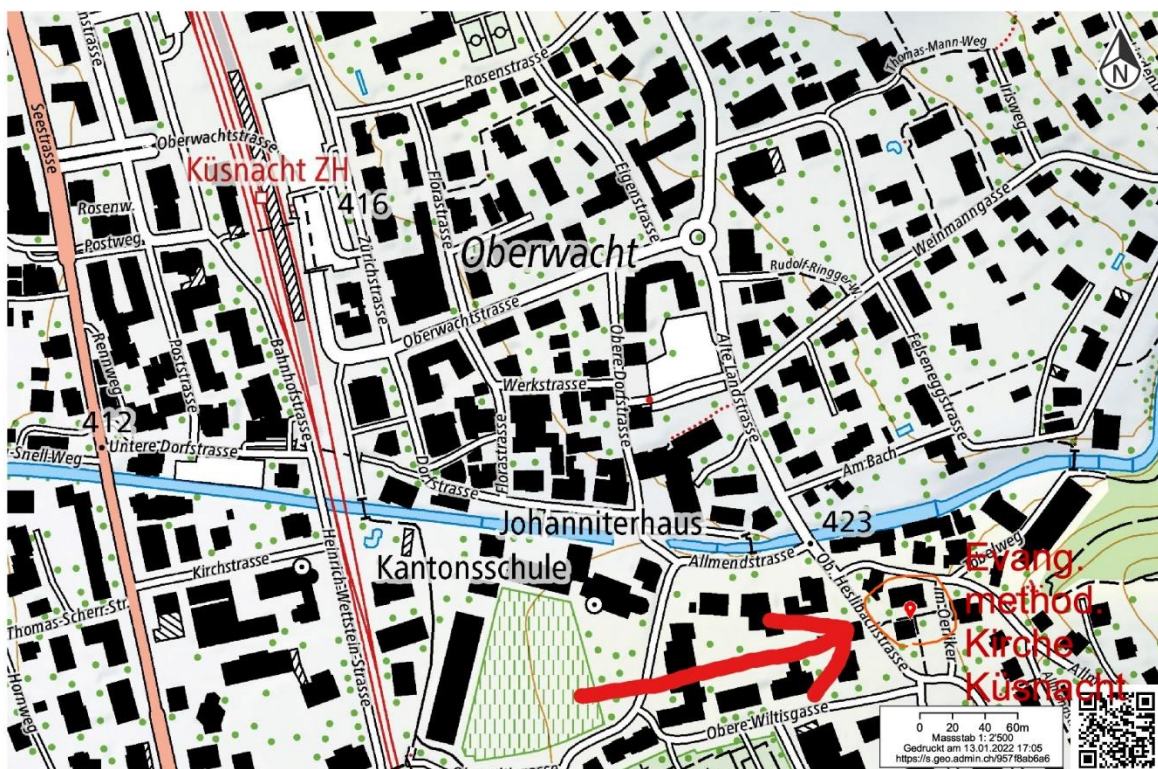 Rosenstrasse
Thomas-Mann-Weg
Irisweg
N
Seestrasse
Oberwachtstrasse
Küsnacht ZH
Rosenw.
416
Postweg
Florastrasse
Eigenstrasse
Zürichstrasse
Oberwacht
Weinmanngasse
Rudolf-Ringger-W.
Oberwachtstrasse
Rennweg
Poststrasse
Bahnhofstrasse
Obere Dorfstrasse
Alte Landstrasse
Felseneggstrasse
Werkstrasse
412
-Snell-Weg
Untere Dorfstrasse
Dorfstrasse
Florastrasse
Am Bach
Johanniterhaus
423
Kirchstrasse
Kantonsschule
Allmendstrasse
Heinrich-Wettstein-Strasse
Ob. Heslibachstrasse
Thomas-Scherr-Str.
Hornweg
Evang.
method.
Kirche
Küsnacht
Obere Wiltisgasse
0 20 40 60m
Massstab 1: 2'500
Gedruckt am 13.01.2022 17:05
https://s.geo.admin.ch/957f8ab6a6